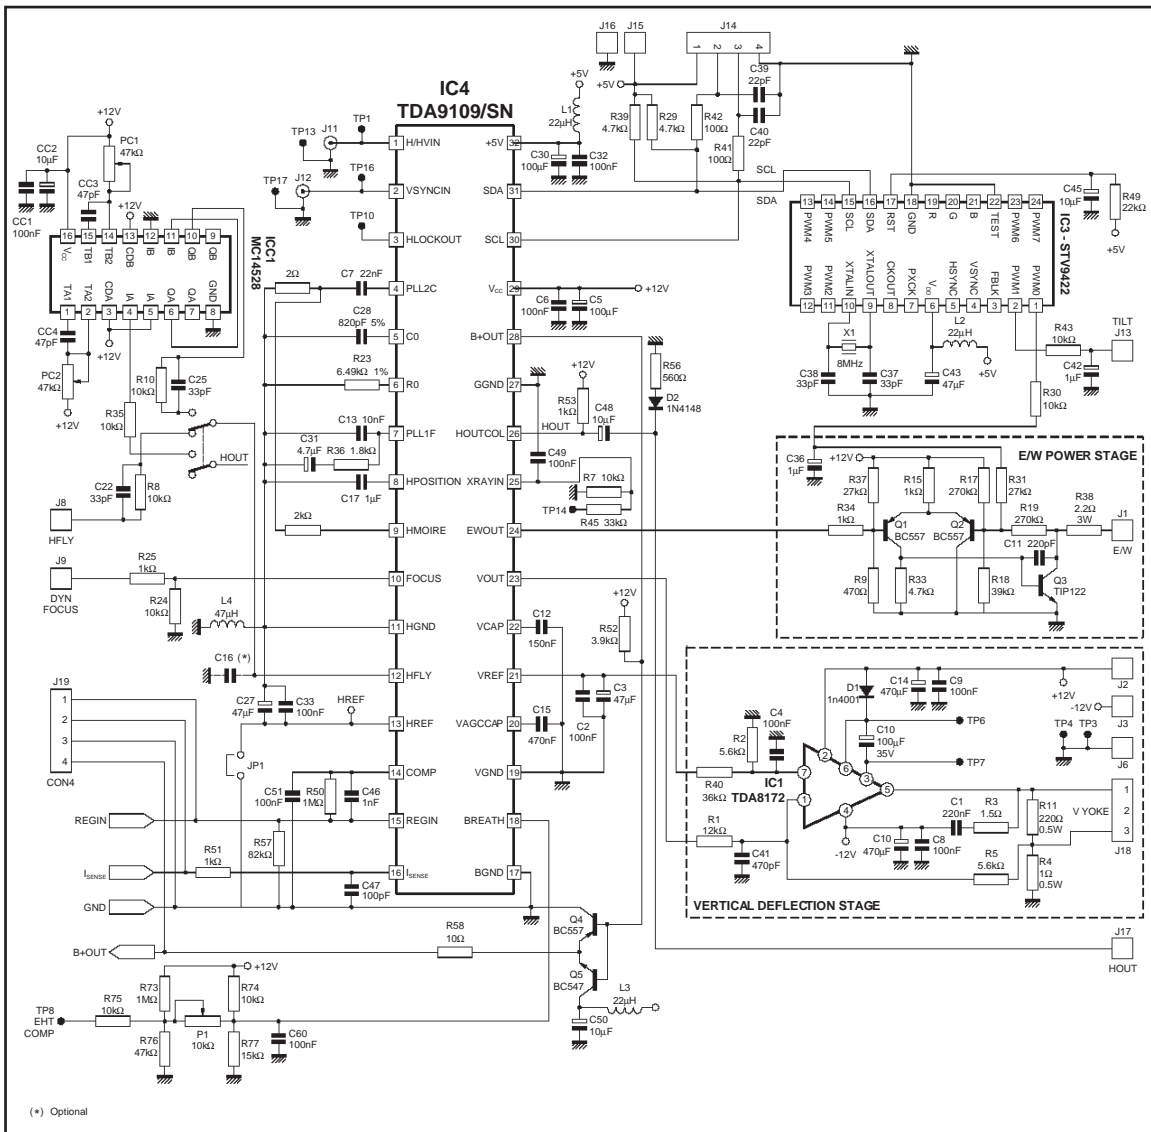 J16
J15
J14
1
2
3
4
+5V
+5V
L1
22µH
C39
22pF
C40
22pF
R39
4.7kΩ
R29
4.7kΩ
R42
100Ω
R41
100Ω
SCL
SDA
IC4
TDA9109/SN
+12V
PC1
47kΩ
CC2
10µF
CC3
47pF
+12V
CC1
100nF
16 15 14 13 12 11 10 9
VCC TB1 TB2 CDB IB IB QB QB
TA1 TA2 CDA IA IA QA QA GND
1 2 3 4 5 6 7 8
ICC1
MC14528
CC4
47pF
PC2
47kΩ
+12V
+12V
R10
10kΩ
C25
33pF
R35
10kΩ
HOUT
C22
33pF
R8
10kΩ
J8
HFLY
J9
DYN
FOCUS
R25
1kΩ
R24
10kΩ
L4
47µH
C16 (*)
TP13
J11
TP1
TP17
J12
TP16
TP10
2Ω
C7 22nF
C28
820pF 5%
R23
6.49kΩ 1%
C13 10nF
C31
4.7µF
R36 1.8kΩ
C17 1µF
2kΩ
1 H/HVIN
2 VSYNCIN
3 HLOCKOUT
4 PLL2C
5 C0
6 R0
7 PLL1F
8 HPOSITION
9 HMOIRE
10 FOCUS
11 HGND
12 HFLY
13 HREF
14 COMP
15 REGIN
16 ISENSE
+5V 32
SDA 31
SCL 30
VCC 29
B+OUT 28
GGND 27
HOUTCOL 26
XRAYIN 25
EWOUT 24
VOUT 23
VCAP 22
VREF 21
VAGCCAP 20
VGND 19
BREATH 18
BGND 17
C30
100µF
C32
100nF
C6
100nF
C5
100µF
+12V
+12V
R53
1kΩ
C48
10µF
HOUT
R56
560Ω
D2
1N4148
C49
100nF
R7 10kΩ
TP14
R45 33kΩ
C12
150nF
+12V
R52
3.9kΩ
C3
47µF
C2
100nF
C15
470nF
13 14 15 16 17 18 19 20 21 22 23 24
PWM4 PWM5 SCL SDA RST GND R G B TEST PWM6 PWM7
PWM3 PWM2 XTALIN XTALOUT CKOUT PXCK VDD HSYNC VSYNC FBLK PWM1 PWM0
12 11 10 9 8 7 6 5 4 3 2 1
IC3 - STV9422
C45
10µF
R49
22kΩ
+5V
X1
8MHz
C38
33pF
C37
33pF
C43
47µF
L2
22µH
+5V
R43
10kΩ
TILT
J13
C42
1µF
R30
10kΩ
C36
1µF
E/W POWER STAGE
+12V
R37
27kΩ
R15
1kΩ
R17
270kΩ
R31
27kΩ
R34
1kΩ
Q1
BC557
Q2
BC557
R19
270kΩ
R38
2.2Ω
3W
J1
E/W
C11 220pF
R9
470Ω
R33
4.7kΩ
R18
39kΩ
Q3
TIP122
J19
1
2
3
4
CON4
C27
47µF
C33
100nF
HREF
JP1
C51
100nF
R50
1MΩ
C46
1nF
REGIN
R57
82kΩ
R51
1kΩ
ISENSE
C47
100pF
GND
B+OUT
R58
10Ω
Q4
BC557
Q5
BC547
L3
22µH
C50
10µF
+12V
R73
1MΩ
R74
10kΩ
TP8
EHT
COMP
R75
10kΩ
P1
10kΩ
R76
47kΩ
R77
15kΩ
C60
100nF
D1
1n4001
C14
470µF
C9
100nF
+12V
-12V
J2
J3
J6
TP6
TP7
TP4
TP3
C10
100µF
35V
C4
100nF
R2
5.6kΩ
R40
36kΩ
IC1
TDA8172
7
1
2
6
3
5
4
R1
12kΩ
C41
470pF
-12V
C10
470µF
C8
100nF
C1
220nF
R3
1.5Ω
R5
5.6kΩ
R11
220Ω
0.5W
R4
1Ω
0.5W
V YOKE
1
2
3
J18
VERTICAL DEFLECTION STAGE
J17
HOUT
(*) Optional